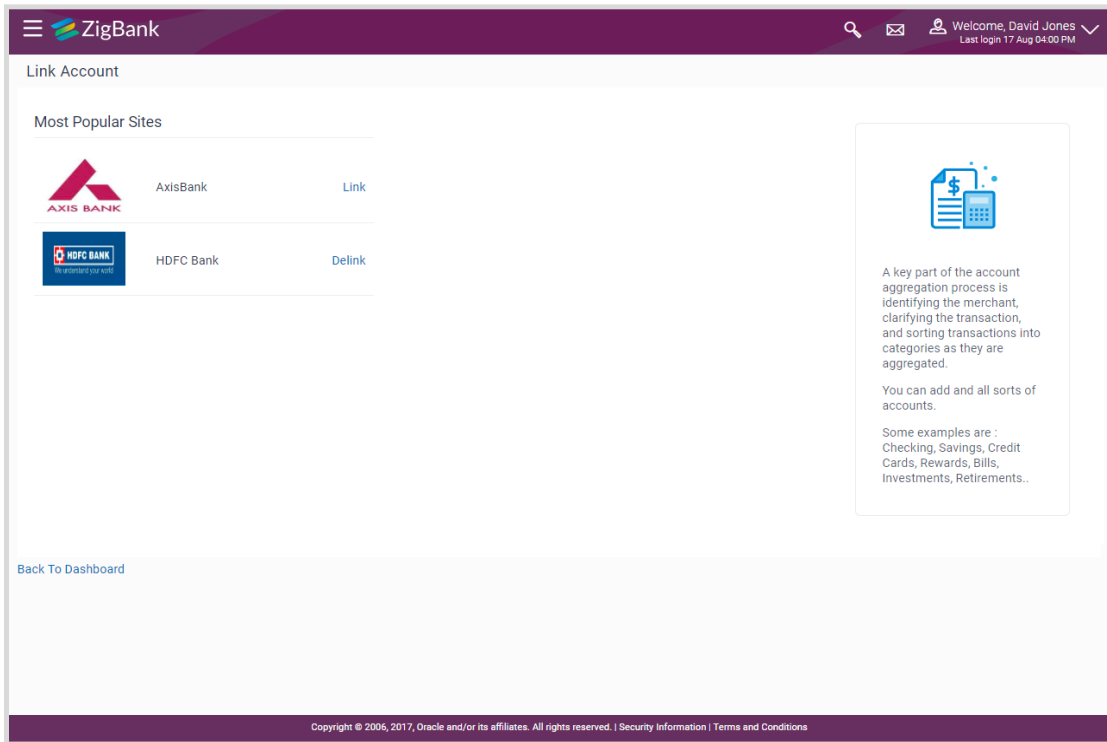 ZigBank
Welcome, David Jones
Last login 17 Aug 04:00 PM
Link Account
Most Popular Sites
AXIS BANK
AxisBank
Link
HDFC BANK
We understand your world
HDFC Bank
Delink
$
A key part of the account
aggregation process is
identifying the merchant,
clarifying the transaction,
and sorting transactions into
categories as they are
aggregated.
You can add and all sorts of
accounts.
Some examples are :
Checking, Savings, Credit
Cards, Rewards, Bills,
Investments, Retirements..
Back To Dashboard
Copyright © 2006, 2017, Oracle and/or its affiliates. All rights reserved. | Security Information | Terms and Conditions